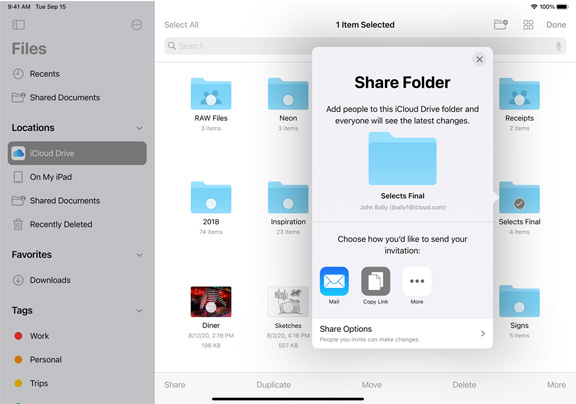 9:41 AM Tue Sep 15
100%
Files
Recents
Shared Documents
Locations
iCloud Drive
On My iPad
Shared Documents
Recently Deleted
Favorites
Downloads
Tags
Work
Personal
Trips
Select All
1 Item Selected
Done
Search
RAW Files
3 items
Neon
3 items
Receipts
2 items
2018
74 items
Inspiration
23 items
Selects Final
4 items
Diner
8/12/20, 2:19 PM
198 KB
Sketches
8/2/20, 4:16 PM
507 KB
Signs
5 items
Share Folder
Add people to this iCloud Drive folder and
everyone will see the latest changes.
Selects Final
John Baily (jbaily1@icloud.com)
Choose how you'd like to send your
invitation:
Mail
Copy Link
More
Share Options
People you invite can make changes.
Share
Duplicate
Move
Delete
More